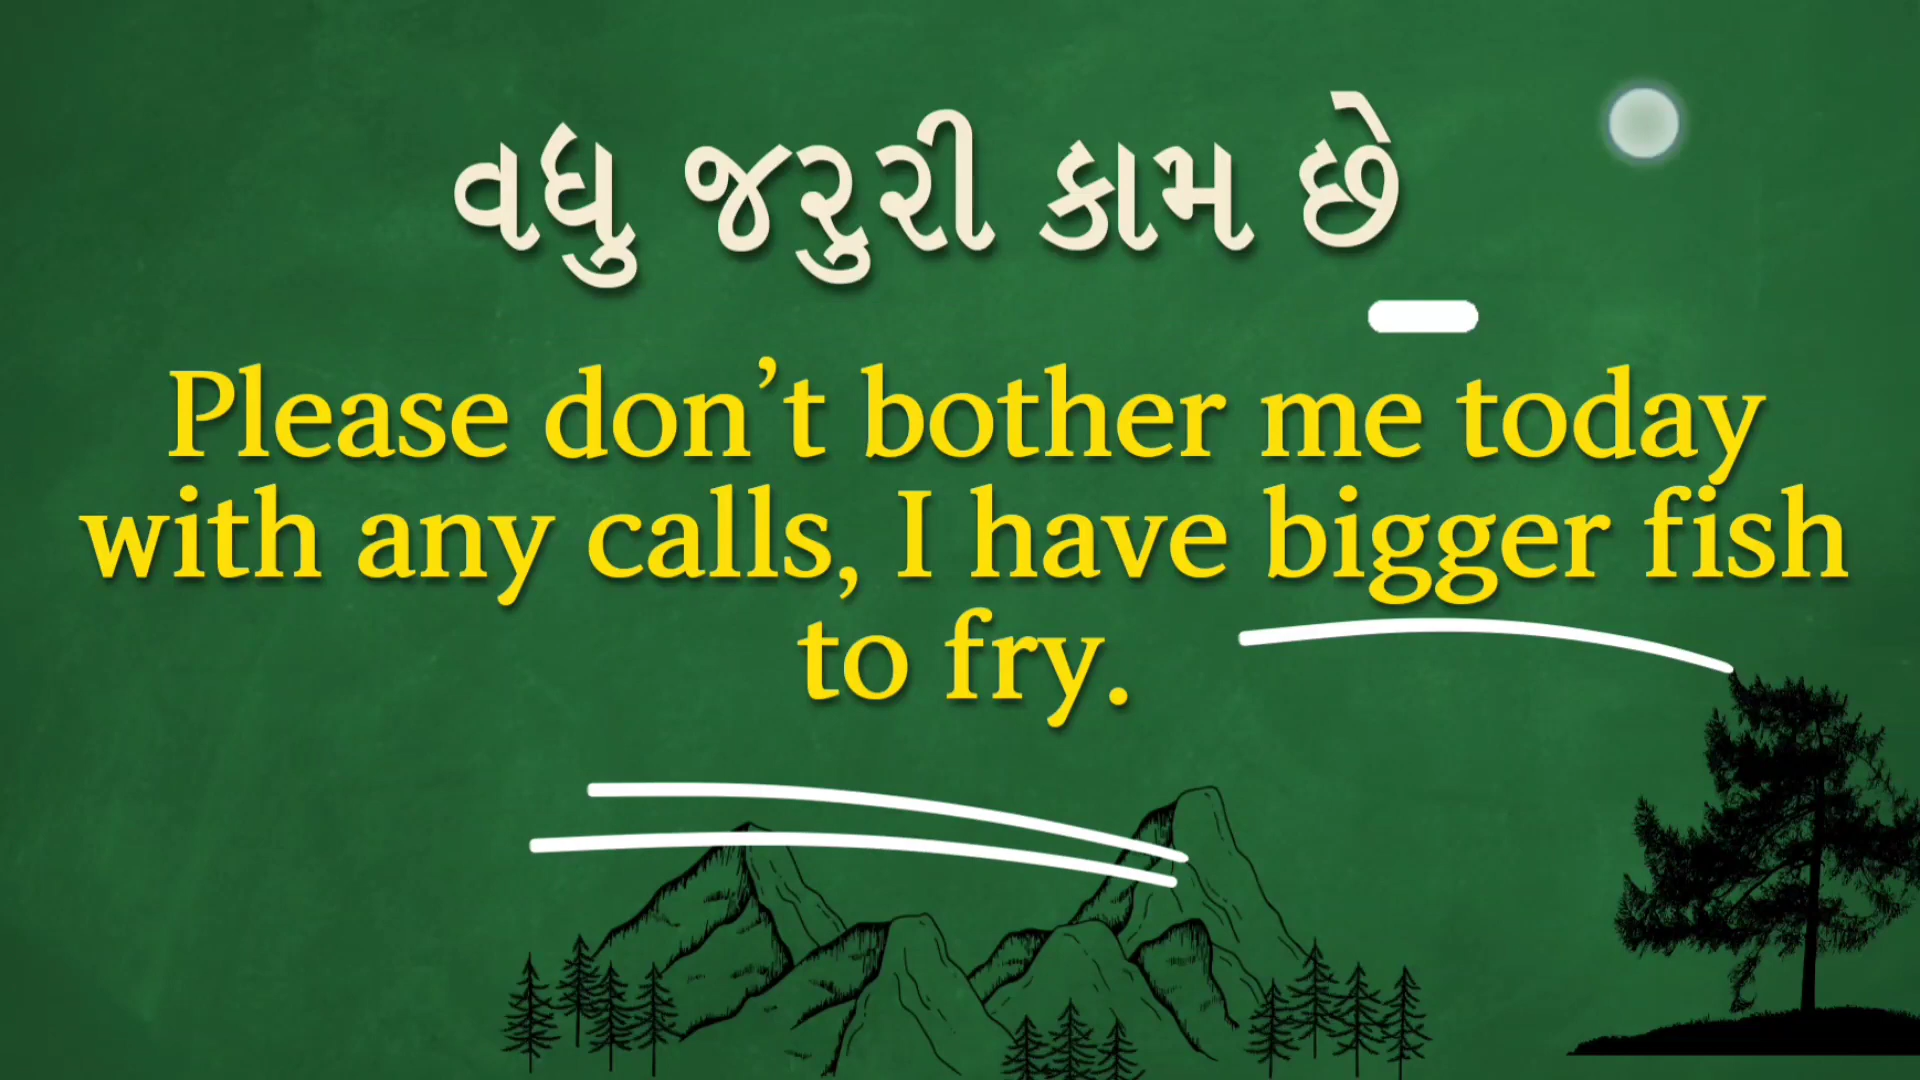 વધુ જરુરી કામ છે
Please don’t bother me today
with any calls, I have bigger fish
to fry.